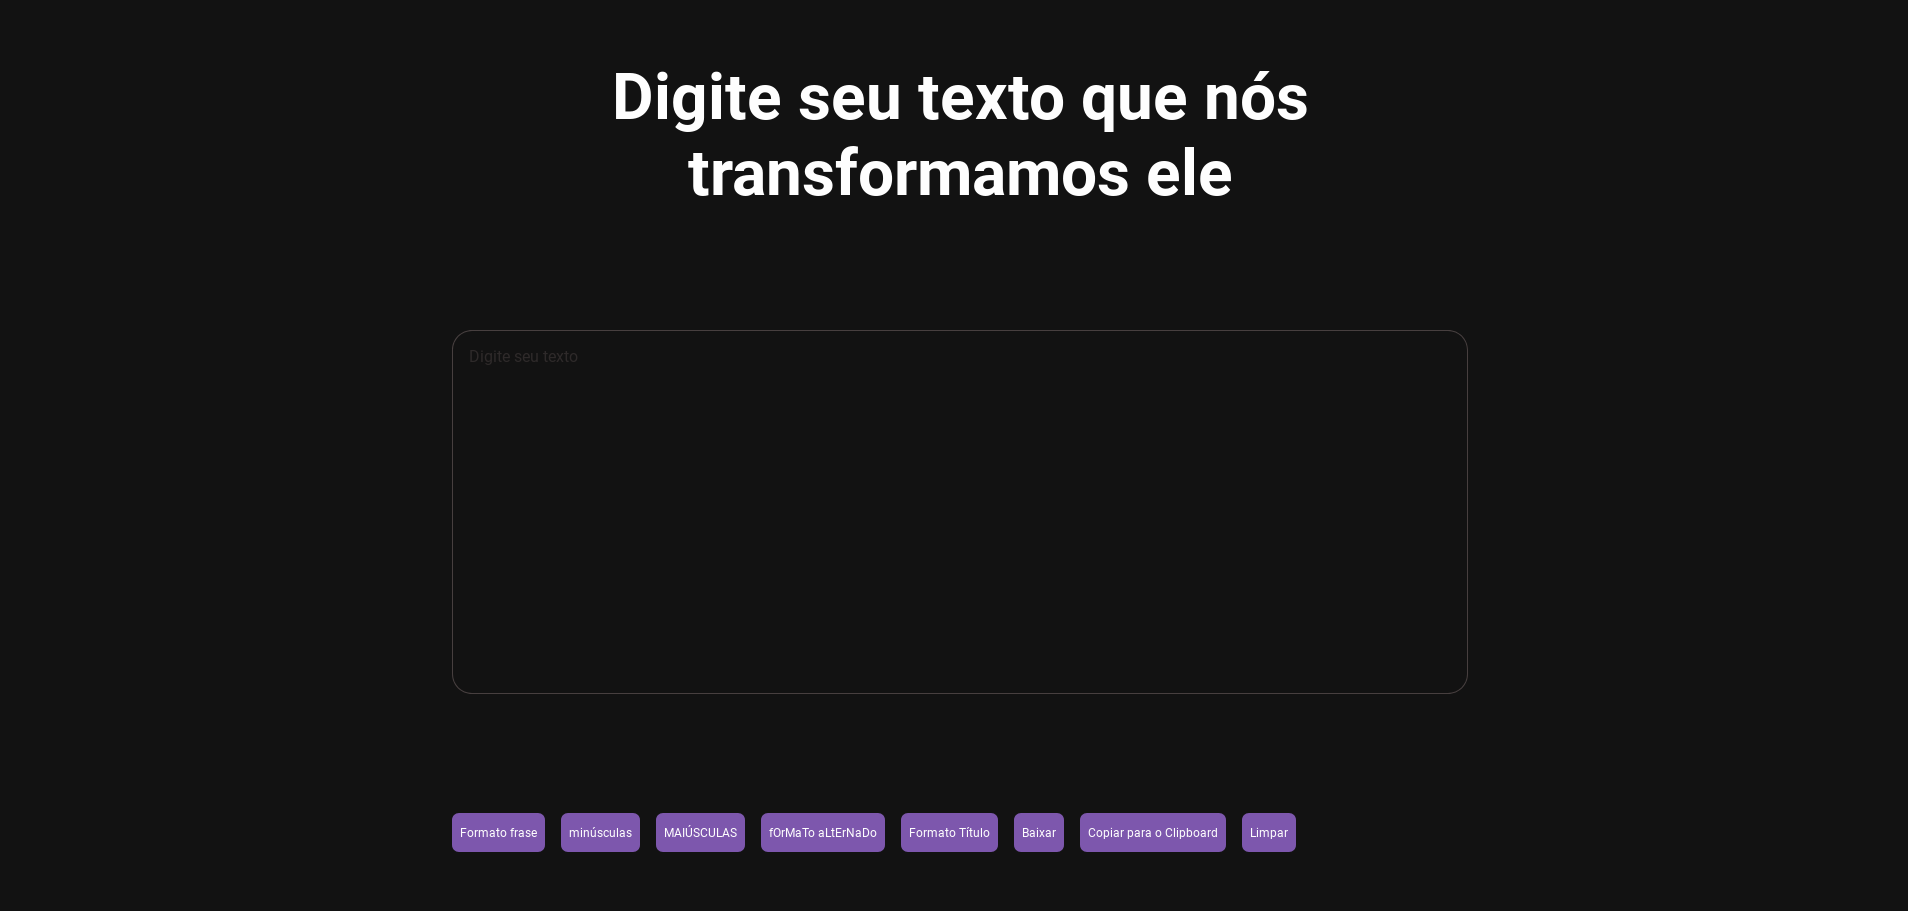 Digite seu texto que nós
transformamos ele
Digite seu texto
Formato frase
minúsculas
MAIÚSCULAS
fOrMaTo aLtErNaDo
Formato Título
Baixar
Copiar para o Clipboard
Limpar